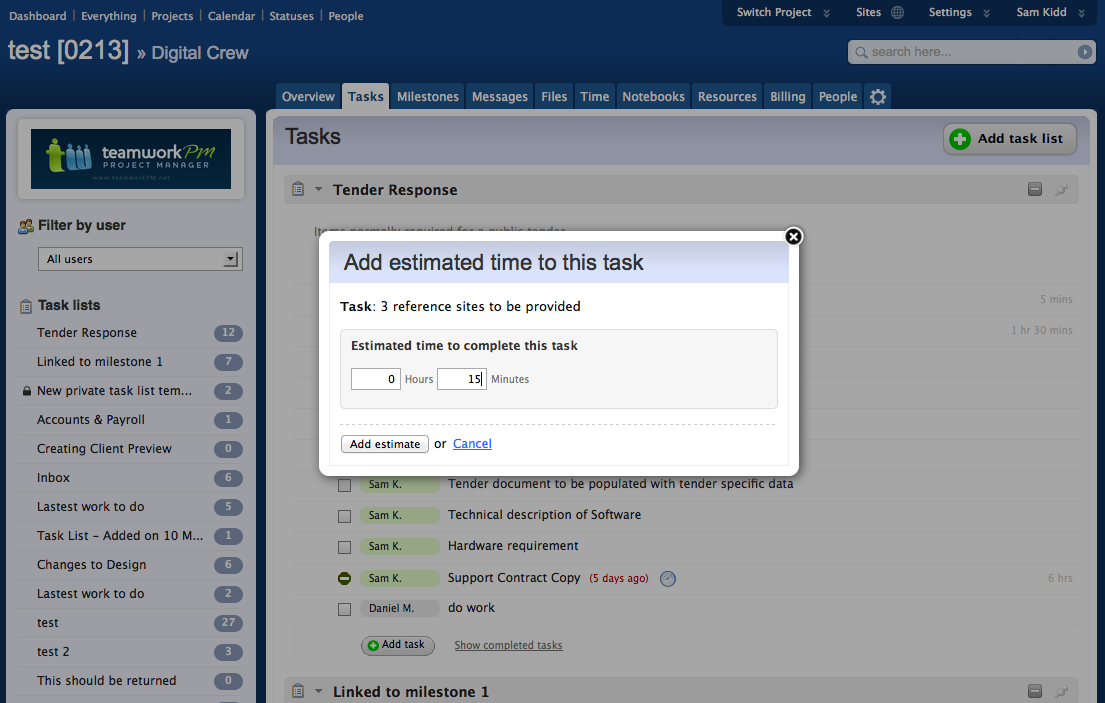 Dashboard | Everything | Projects | Calendar | Statuses | People
Switch Project Sites Settings Sam Kidd
test [0213] » Digital Crew
search here...
Overview Tasks Milestones Messages Files Time Notebooks Resources Billing People
teamworkPM
PROJECT MANAGER
www.teamworkPM.net
Filter by user
All users
Task lists
Tender Response 12
Linked to milestone 1 7
New private task list tem... 2
Accounts & Payroll 1
Creating Client Preview 0
Inbox 6
Lastest work to do 5
Task List – Added on 10 M... 1
Changes to Design 6
Lastest work to do 2
test 27
test 2 3
This should be returned 0
Tasks
Add task list
Tender Response
Items normally required for a public tender
5 mins
1 hr 30 mins
Add estimated time to this task
Task: 3 reference sites to be provided
Estimated time to complete this task
0 Hours 15 Minutes
Add estimate or Cancel
Sam K. Tender document to be populated with tender specific data
Sam K. Technical description of Software
Sam K. Hardware requirement
Sam K. Support Contract Copy (5 days ago) 6 hrs
Daniel M. do work
Add task Show completed tasks
Linked to milestone 1